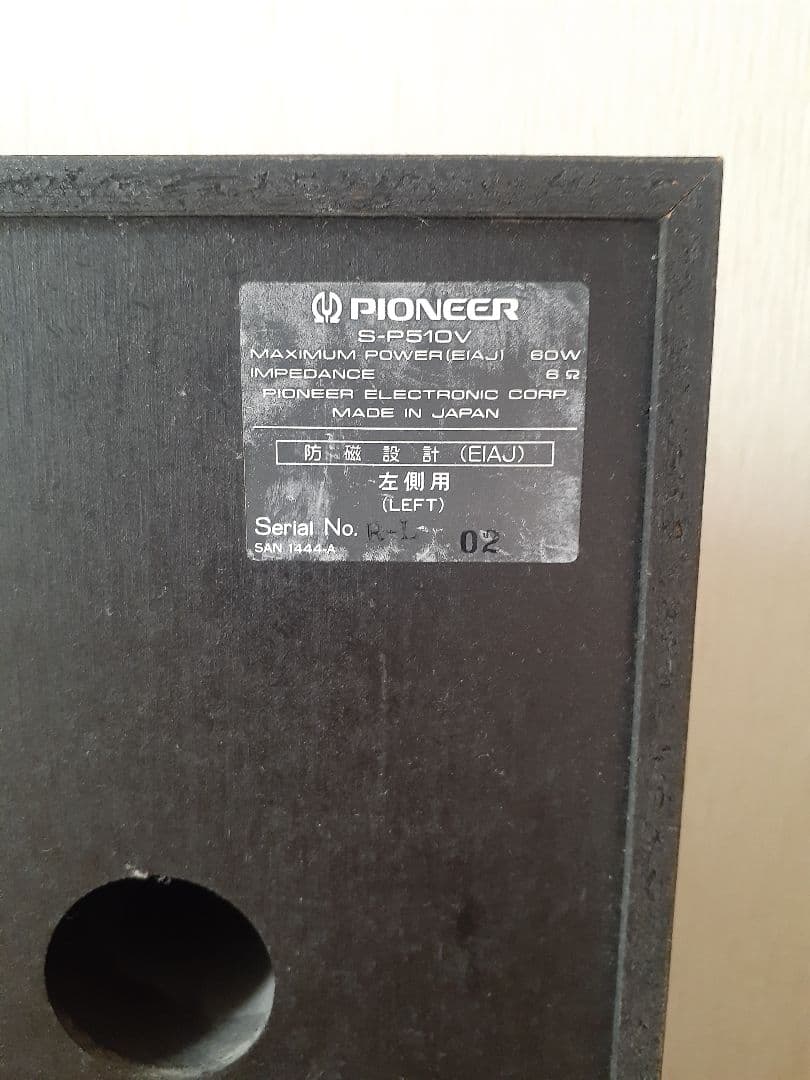 PIONEER
S-P510V
MAXIMUM POWER(EIAJ) 60W
IMPEDANCE 6 Ω
PIONEER ELECTRONIC CORP.
MADE IN JAPAN
防磁設計 (EIAJ)
左側用
(LEFT)
Serial No. R-L 02
SAN 1444-A